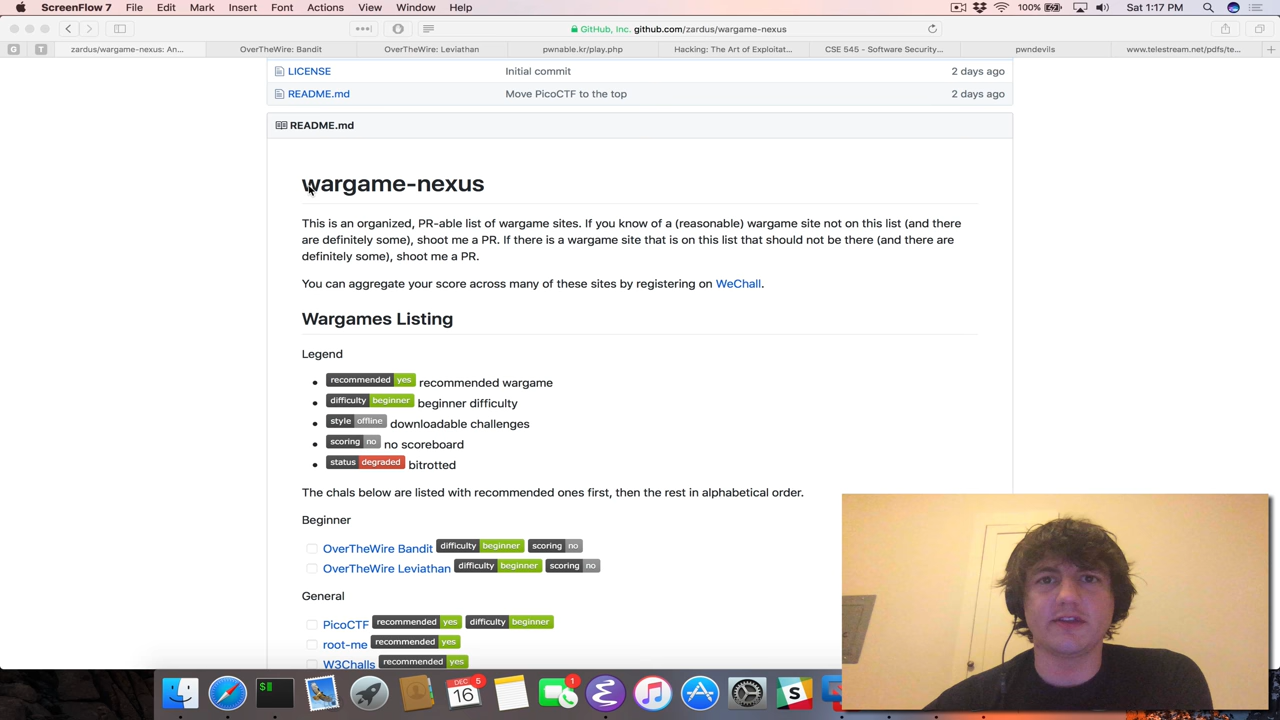 ScreenFlow 7 File Edit Mark Insert Font Actions View Window Help 100% Sat 1:17 PM
GitHub, Inc. github.com/zardus/wargame-nexus
G T zardus/wargame-nexus: An... OverTheWire: Bandit OverTheWire: Leviathan pwnable.kr/play.php Hacking: The Art of Exploitat... CSE 545 - Software Security... pwndevils www.telestream.net/pdfs/te...
LICENSE Initial commit 2 days ago
README.md Move PicoCTF to the top 2 days ago
README.md
wargame-nexus
This is an organized, PR-able list of wargame sites. If you know of a (reasonable) wargame site not on this list (and there
are definitely some), shoot me a PR. If there is a wargame site that is on this list that should not be there (and there are
definitely some), shoot me a PR.
You can aggregate your score across many of these sites by registering on WeChall.
Wargames Listing
Legend
recommended yes recommended wargame
difficulty beginner beginner difficulty
style offline downloadable challenges
scoring no no scoreboard
status degraded bitrotted
The chals below are listed with recommended ones first, then the rest in alphabetical order.
Beginner
OverTheWire Bandit difficulty beginner scoring no
OverTheWire Leviathan difficulty beginner scoring no
General
PicoCTF recommended yes difficulty beginner
root-me recommended yes
W3Challs recommended yes
$
DEC 5 1
16
S